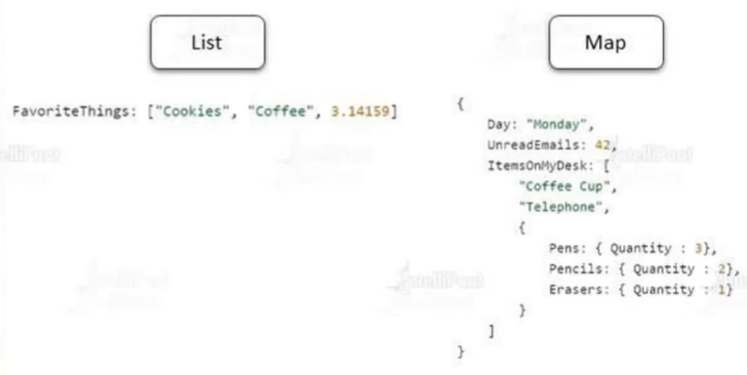 List
Map
FavoriteThings: ["Cookies", "Coffee", 3.14159]
{
Day: "Monday",
UnreadEmails: 42,
ItemsOnMyDesk: [
"Coffee Cup",
"Telephone",
{
Pens: { Quantity : 3},
Pencils: { Quantity : 2},
Erasers: { Quantity : 1}
}
]
}